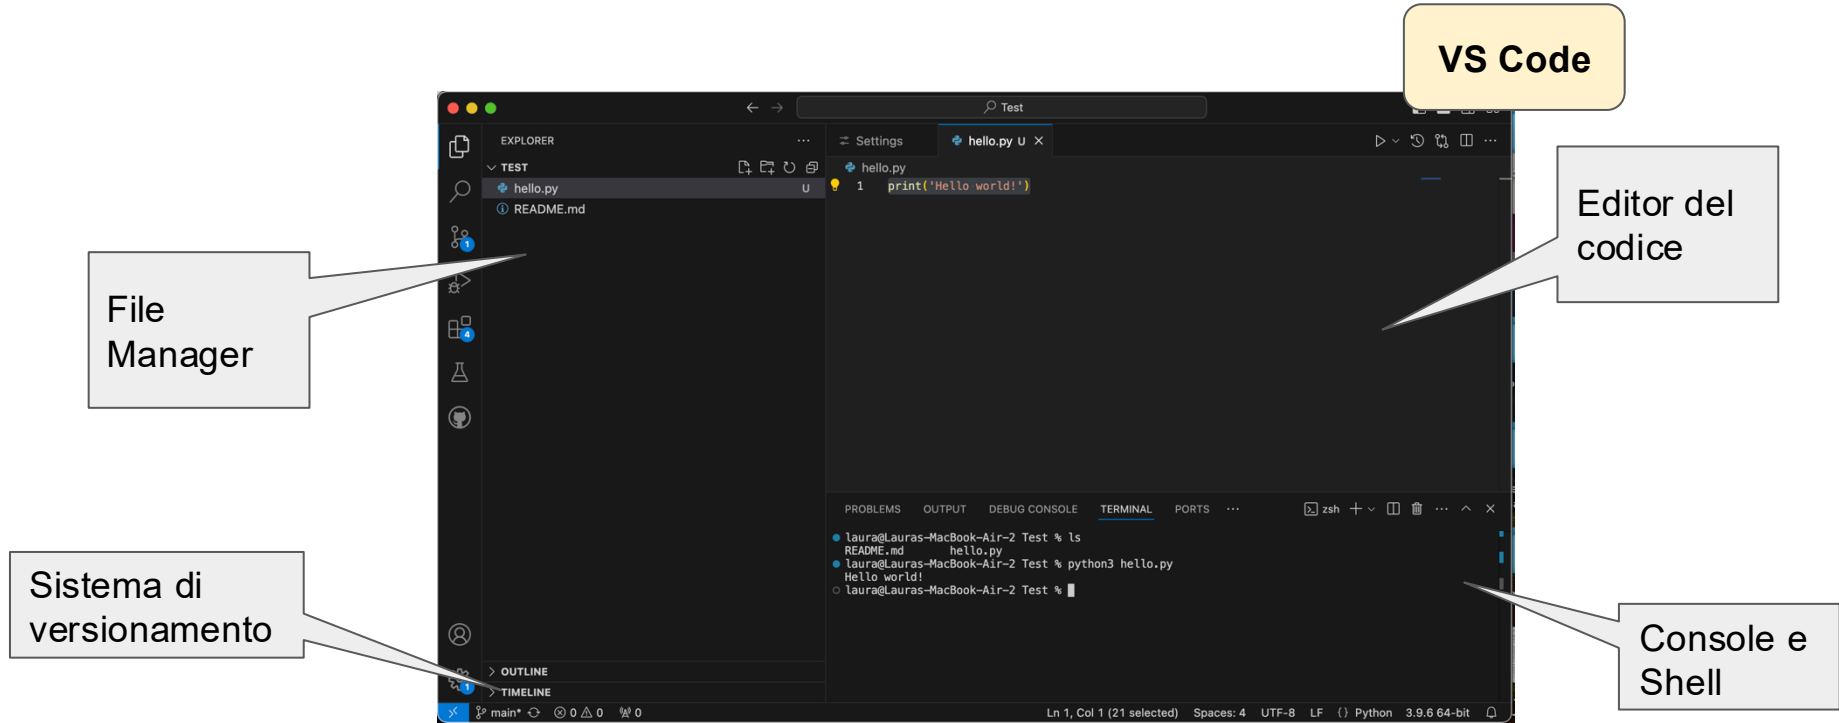 VS Code
Test
EXPLORER
Settings
hello.py U
TEST
hello.py
hello.py U
1 print('Hello world!')
README.md
Editor del
codice
1
File
Manager
4
PROBLEMS OUTPUT DEBUG CONSOLE TERMINAL PORTS
zsh
laura@Lauras-MacBook-Air-2 Test % ls
README.md hello.py
laura@Lauras-MacBook-Air-2 Test % python3 hello.py
Hello world!
laura@Lauras-MacBook-Air-2 Test %
Sistema di
versionamento
Console e
Shell
OUTLINE
1
TIMELINE
main* 0 0 0
Ln 1, Col 1 (21 selected) Spaces: 4 UTF-8 LF {} Python 3.9.6 64-bit